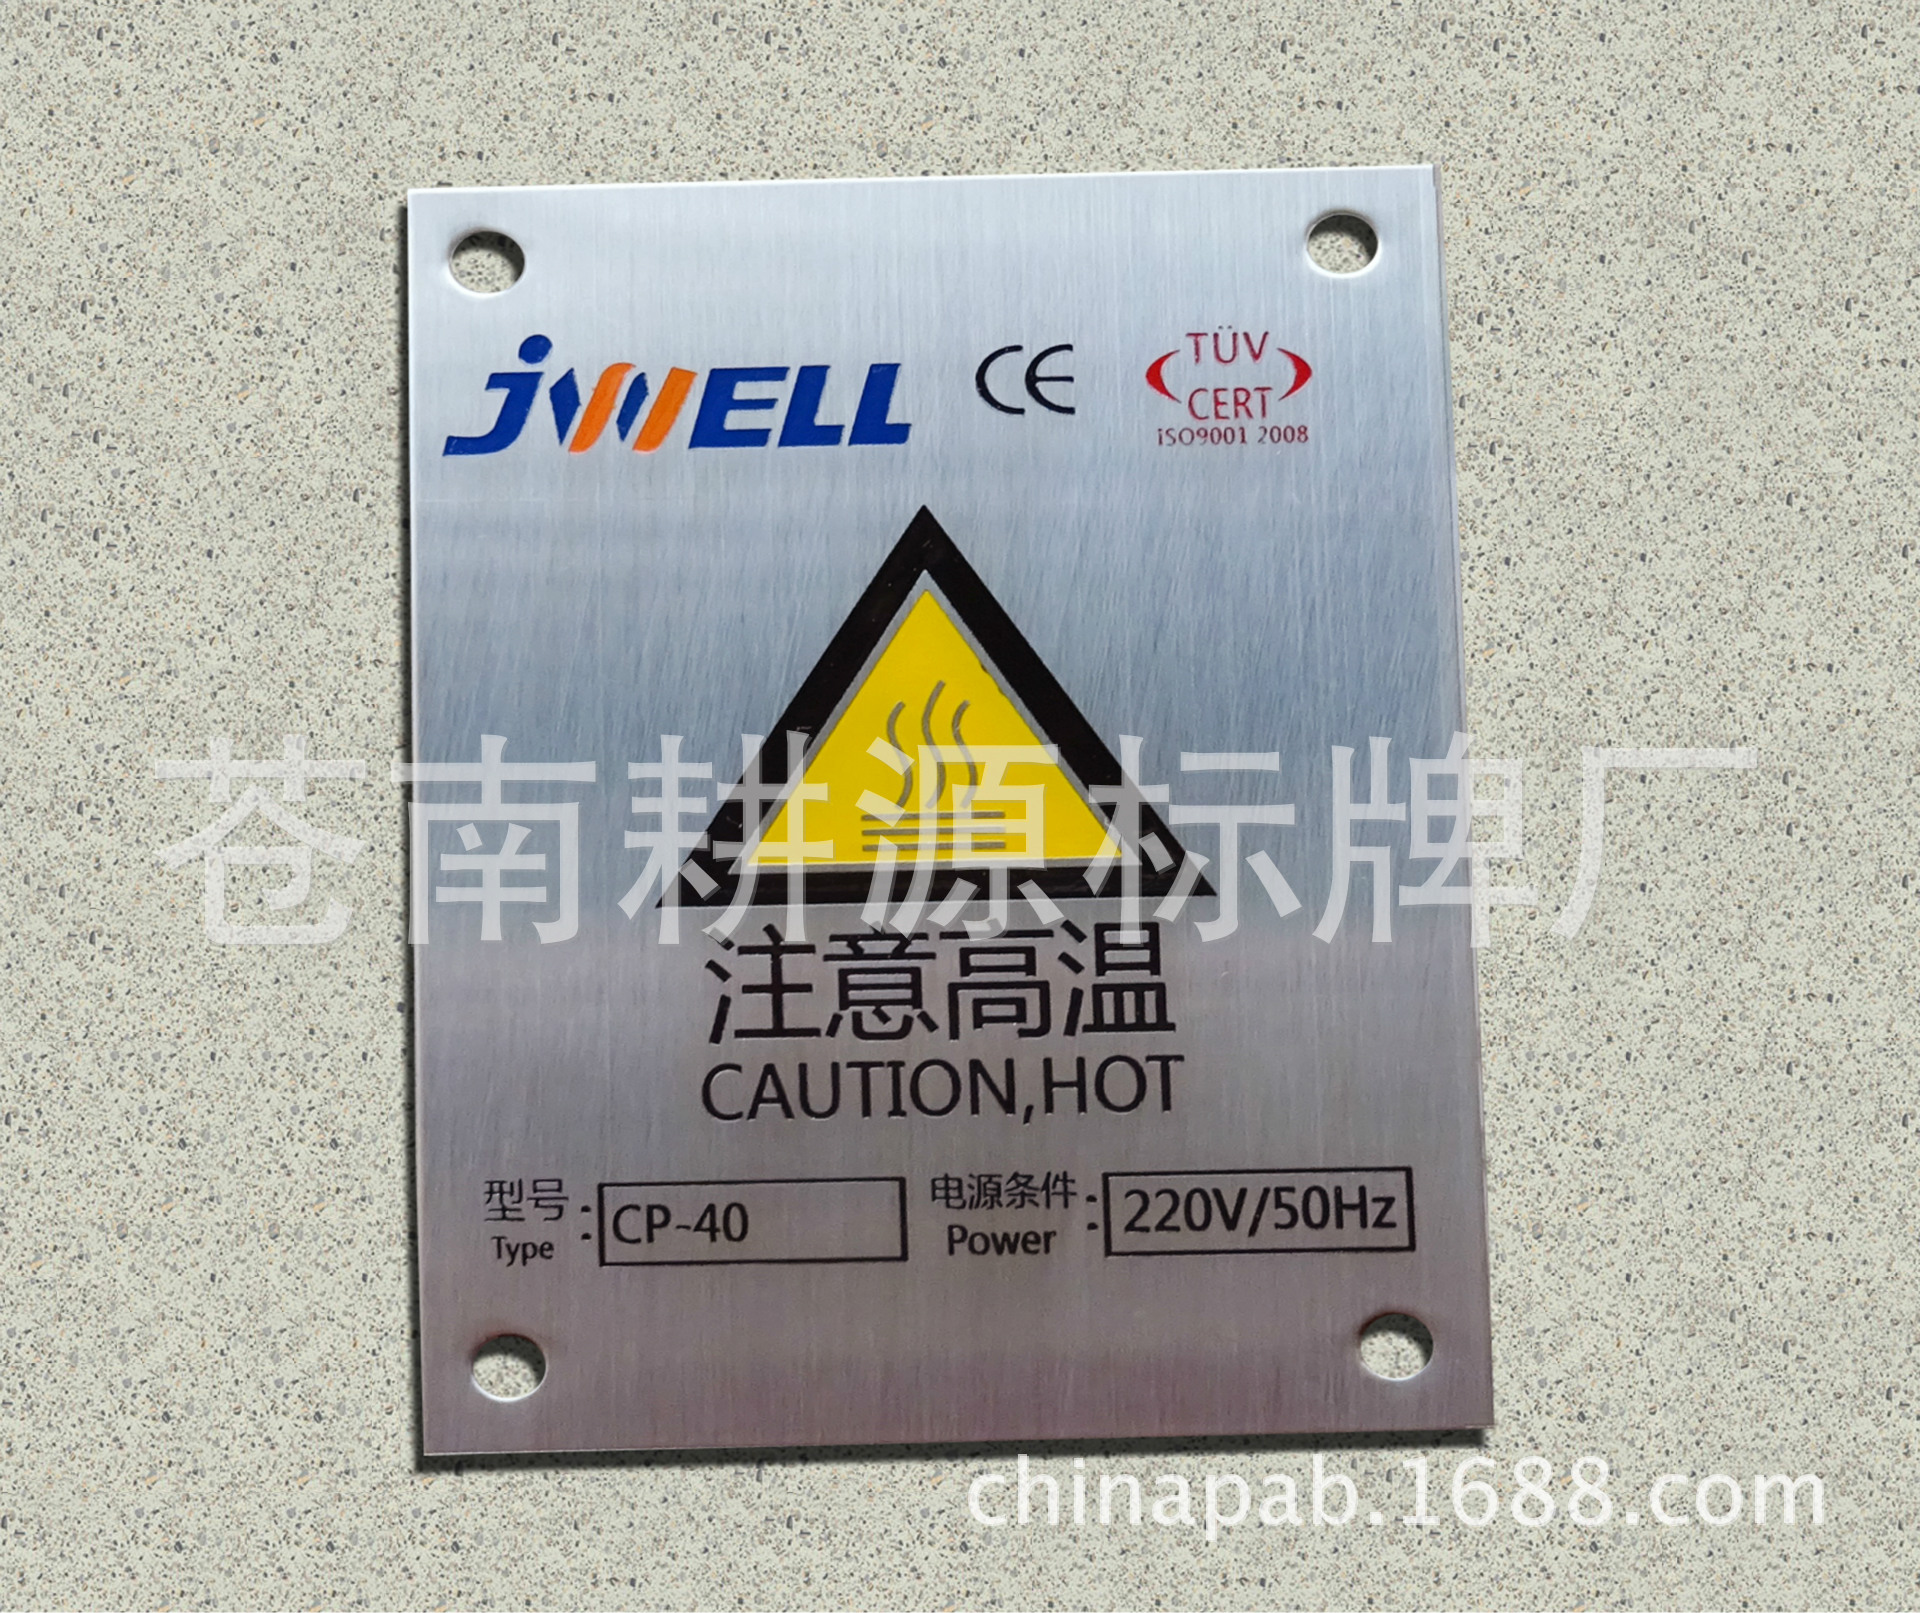 jWELL CE TÜV
CERT
iSO9001 2008
苍南耕源标牌厂
注意高温
CAUTION,HOT
型号
Type : CP-40
电源条件
Power : 220V/50Hz
chinapab.1688.com